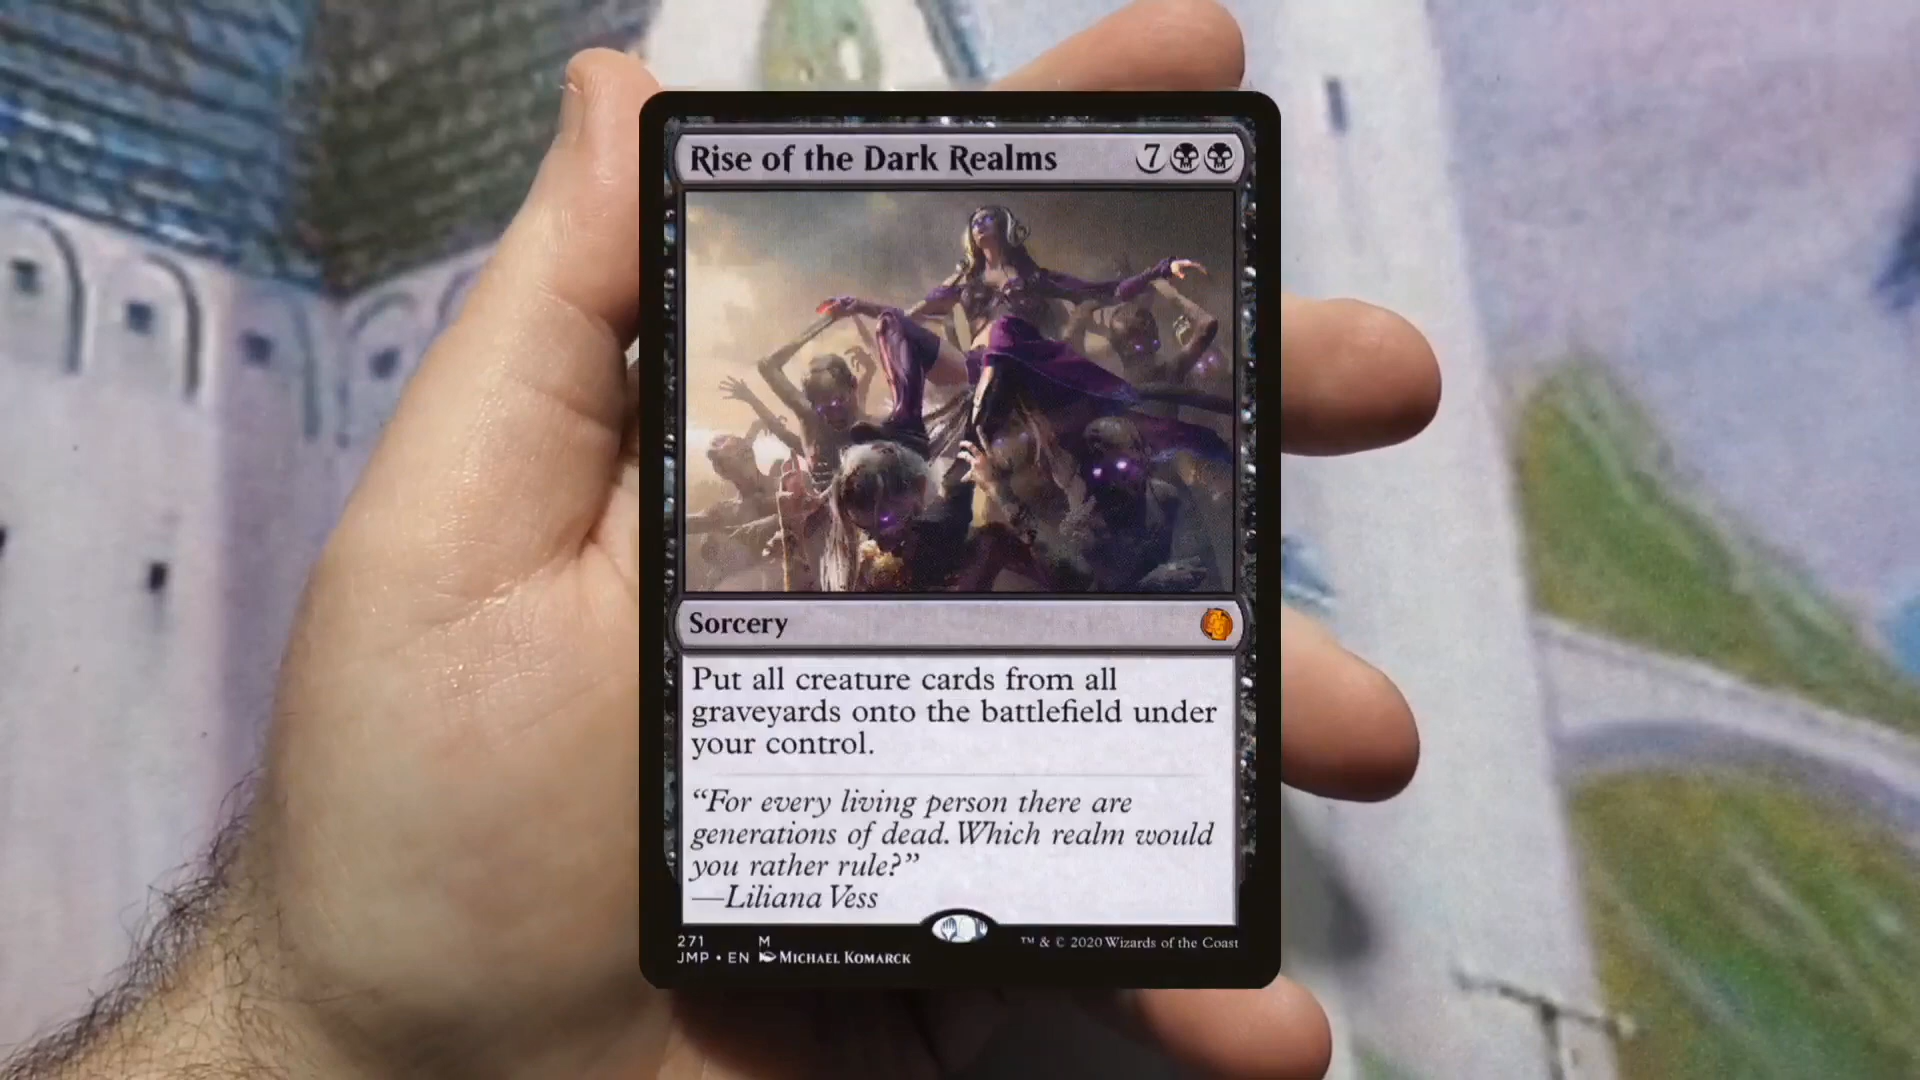 Rise of the Dark Realms 7
Sorcery
Put all creature cards from all
graveyards onto the battlefield under
your control.
“For every living person there are
generations of dead. Which realm would
you rather rule?”
—Liliana Vess
271 M
JMP • EN Michael Komarck
™ & © 2020 Wizards of the Coast